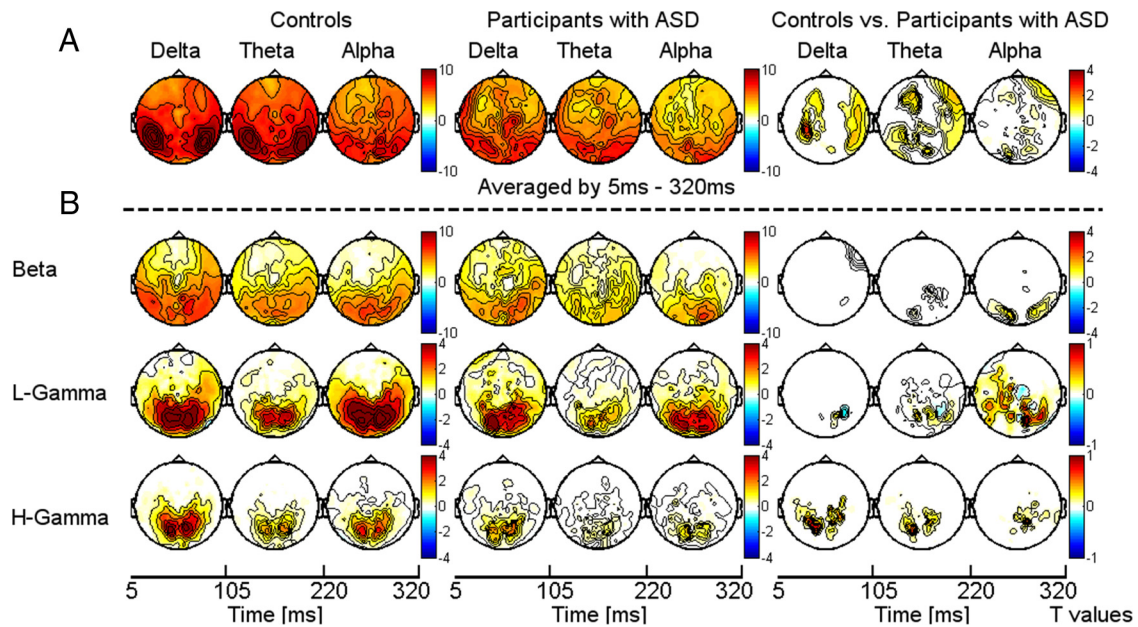 A
Controls
Participants with ASD
Controls vs. Participants with ASD
Delta Theta Alpha
Delta Theta Alpha
Delta Theta Alpha
10
-10
10
-10
4
2
0
-2
-4
Averaged by 5ms - 320ms
B
Beta
10
5
0
-5
-10
10
5
0
-5
-10
4
2
0
-2
-4
L-Gamma
4
2
0
-2
-4
4
2
0
-2
-4
1
0
-1
H-Gamma
4
2
0
-2
-4
4
2
0
-2
-4
1
0
-1
5 105 220 320
5 105 220 320
5 105 220 320
Time [ms]
Time [ms]
Time [ms]
T values